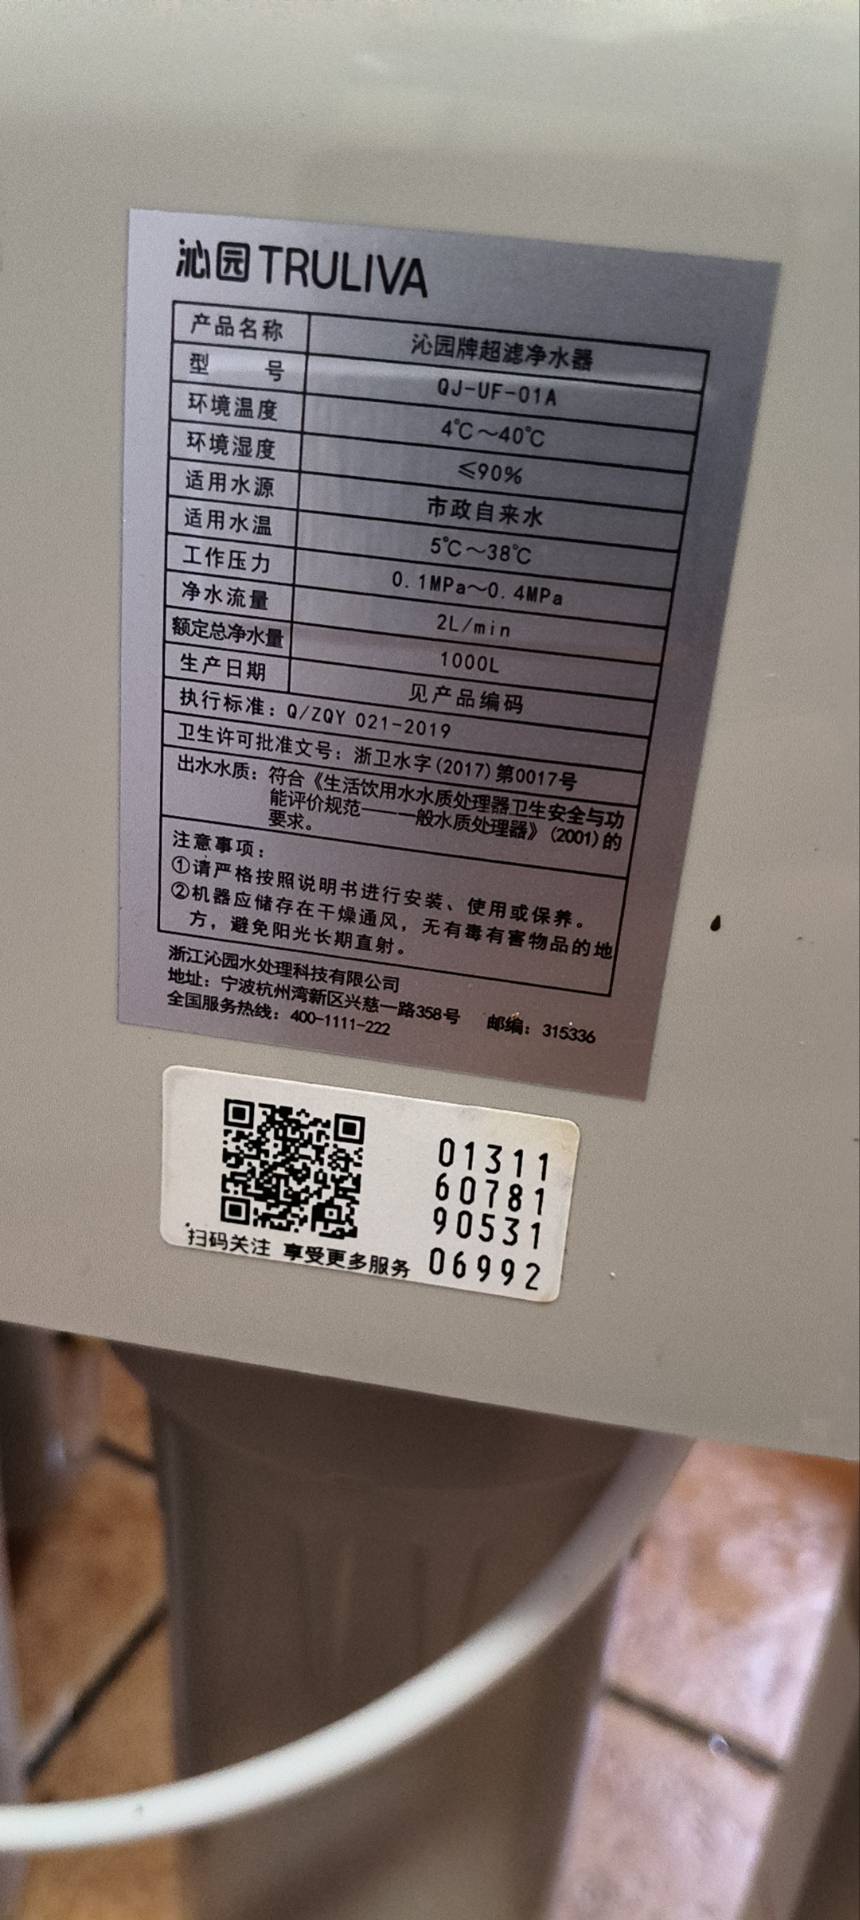 沁园 TRULIVA
产品名称 沁园牌超滤净水器
型 号 QJ-UF-01A
环境温度 4℃～40℃
环境湿度 ≤90%
适用水源 市政自来水
适用水温 5℃～38℃
工作压力 0.1MPa～0.4MPa
净水流量 2L/min
额定总净水量 1000L
生产日期 见产品编码
执行标准：Q/ZQY 021-2019
卫生许可批准文号：浙卫水字(2017)第0017号
出水水质：符合《生活饮用水水质处理器卫生安全与功
能评价规范——一般水质处理器》(2001)的
要求。
注意事项：
①请严格按照说明书进行安装、使用或保养。
②机器应储存在干燥通风，无有毒有害物品的地
方，避免阳光长期直射。
浙江沁园水处理科技有限公司
地址：宁波杭州湾新区兴慈一路358号 邮编：315336
全国服务热线：400-1111-222
01311
60781
90531
06992
扫码关注 享受更多服务